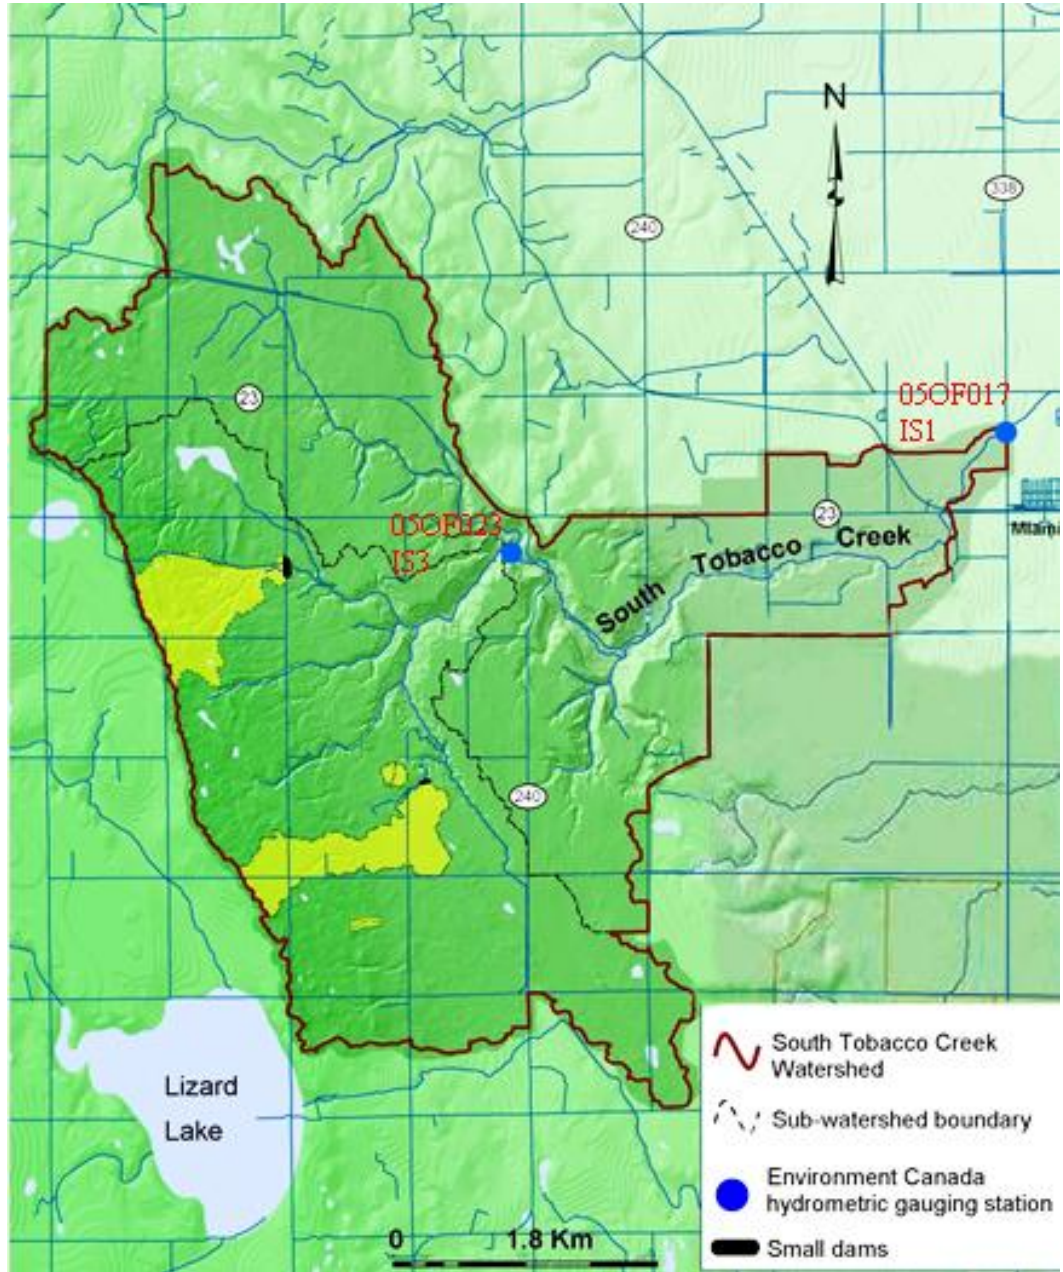 N
338
240
05OF017
IS1
23
05OF023
IS3
23
South Tobacco Creek
Miami
240
Lizard
Lake
South Tobacco Creek
Watershed
Sub-watershed boundary
Environment Canada
hydrometric gauging station
Small dams
0 1.8 Km